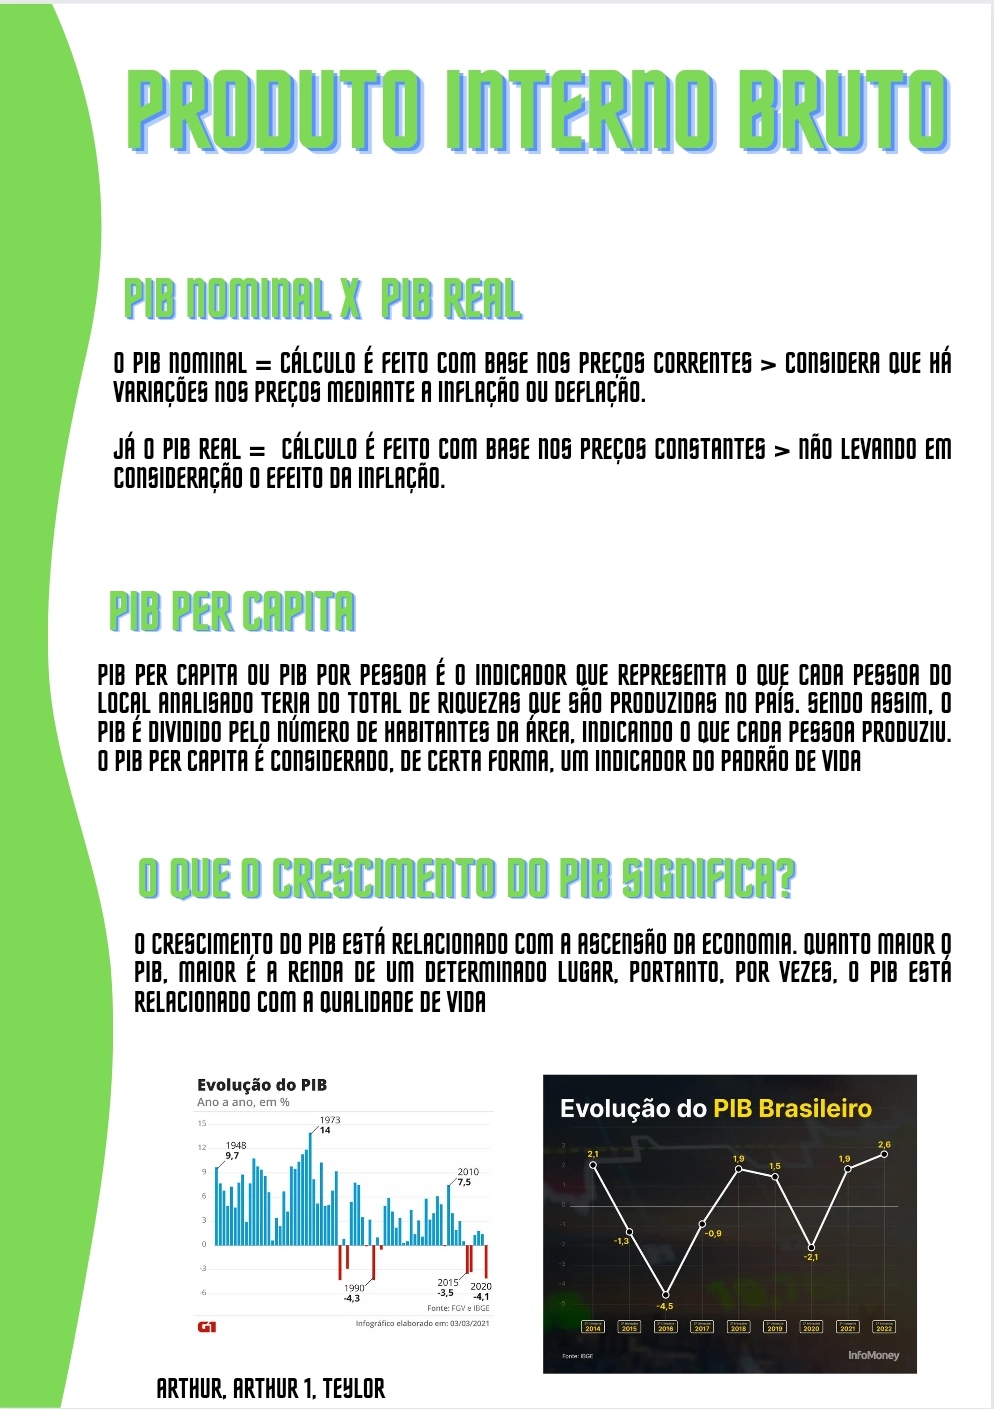 PRODUTO INTERNO BRUTO
PIB NOMINAL X PIB REAL
O PIB NOMINAL = CÁLCULO É FEITO COM BASE NOS PREÇOS CORRENTES > CONSIDERA QUE HÁ
VARIAÇÕES NOS PREÇOS MEDIANTE A INFLAÇÃO OU DEFLAÇÃO.
JÁ O PIB REAL = CÁLCULO É FEITO COM BASE NOS PREÇOS CONSTANTES > NÃO LEVANDO EM
CONSIDERAÇÃO O EFEITO DA INFLAÇÃO.
PIB PER CAPITA
PIB PER CAPITA OU PIB POR PESSOA É O INDICADOR QUE REPRESENTA O QUE CADA PESSOA DO
LOCAL ANALISADO TERIA DO TOTAL DE RIQUEZAS QUE SÃO PRODUZIDAS NO PAÍS. SENDO ASSIM, O
PIB É DIVIDIDO PELO NÚMERO DE HABITANTES DA ÁREA, INDICANDO O QUE CADA PESSOA PRODUZIU.
O PIB PER CAPITA É CONSIDERADO, DE CERTA FORMA, UM INDICADOR DO PADRÃO DE VIDA
O QUE O CRESCIMENTO DO PIB SIGNIFICA?
O CRESCIMENTO DO PIB ESTÁ RELACIONADO COM A ASCENSÃO DA ECONOMIA. QUANTO MAIOR O
PIB, MAIOR É A RENDA DE UM DETERMINADO LUGAR, PORTANTO, POR VEZES, O PIB ESTÁ
RELACIONADO COM A QUALIDADE DE VIDA
Evolução do PIB
Ano a ano, em %
15
12
9
6
3
0
-3
-6
1948
9,7
1973
14
2010
7,5
1990
-4,3
2015
-3,5
2020
-4,1
Fonte: FGV e IBGE
G1
Infográfico elaborado em: 03/03/2021
Evolução do PIB Brasileiro
3
2
1
0
-1
-2
-3
-4
-5
2,1
-1,3
-4,5
-0,9
1,9
1,5
-2,1
1,9
2,6
2014 2015 2016 2017 2018 2019 2020 2021 2022
Fonte: IBGE
InfoMoney
ARTHUR, ARTHUR 1, TEYLOR